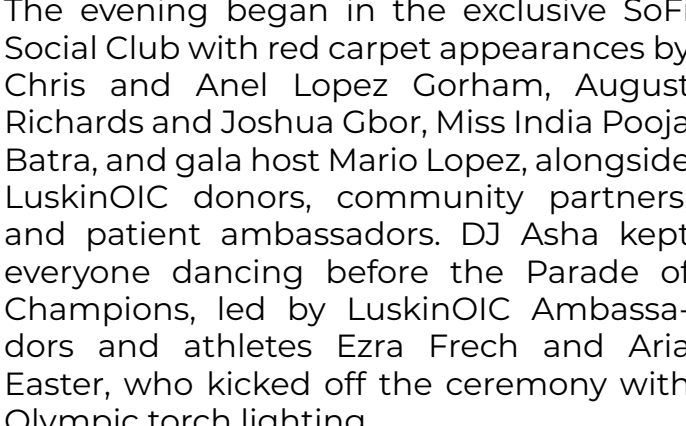 The evening began in the exclusive SoFi
Social Club with red carpet appearances by
Chris and Anel Lopez Gorham, August
Richards and Joshua Gbor, Miss India Pooja
Batra, and gala host Mario Lopez, alongside
LuskinOIC donors, community partners
and patient ambassadors. DJ Asha kept
everyone dancing before the Parade of
Champions, led by LuskinOIC Ambassa-
dors and athletes Ezra Frech and Aria
Easter, who kicked off the ceremony with
Olympic torch lighting